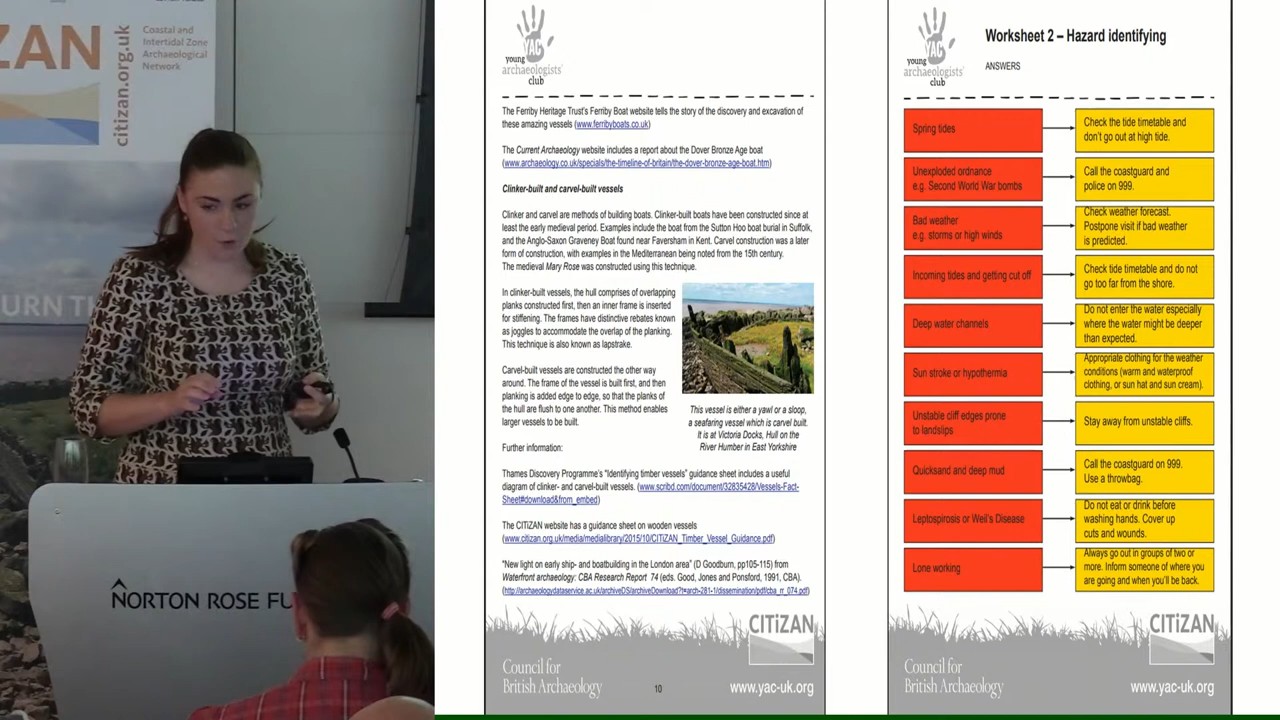 ZAN
citizan.org.uk
Coastal and
Intertidal Zone
Archaeological
Network
URN T
NORTON ROSE FU
YAC
young
archaeologists'
club
The Ferriby Heritage Trust's Ferriby Boat website tells the story of the discovery and excavation of
these amazing vessels (www.ferribyboats.co.uk)
The Current Archaeology website includes a report about the Dover Bronze Age boat
(www.archaeology.co.uk/specials/the-timeline-of-britain/the-dover-bronze-age-boat.htm)
Clinker-built and carvel-built vessels
Clinker and carvel are methods of building boats. Clinker-built boats have been constructed since at
least the early medieval period. Examples include the boat from the Sutton Hoo boat burial in Suffolk,
and the Anglo-Saxon Graveney Boat found near Faversham in Kent. Carvel construction was a later
form of construction, with examples in the Mediterranean being noted from the 15th century.
The medieval Mary Rose was constructed using this technique.
In clinker-built vessels, the hull comprises of overlapping
planks constructed first, then an inner frame is inserted
for stiffening. The frames have distinctive rebates known
as joggles to accommodate the overlap of the planking.
This technique is also known as lapstrake.
Carvel-built vessels are constructed the other way
around. The frame of the vessel is built first, and then
planking is added edge to edge, so that the planks of
the hull are flush to one another. This method enables
larger vessels to be built.
This vessel is either a yawl or a sloop,
a seafaring vessel which is carvel built.
It is at Victoria Docks, Hull on the
River Humber in East Yorkshire
Further information:
Thames Discovery Programme's "Identifying timber vessels" guidance sheet includes a useful
diagram of clinker- and carvel-built vessels. (www.scribd.com/document/32835428/Vessels-Fact-
Sheet#download&from_embed)
The CITiZAN website has a guidance sheet on wooden vessels
(www.citizan.org.uk/media/medialibrary/2015/10/CITiZAN_Timber_Vessel_Guidance.pdf)
"New light on early ship- and boatbuilding in the London area" (D Goodburn, pp105-115) from
Waterfront archaeology: CBA Research Report 74 (eds. Good, Jones and Ponsford, 1991, CBA).
(http://archaeologydataservice.ac.uk/archiveDS/archiveDownload?t=arch-281-1/dissemination/pdf/cba_rr_074.pdf)
CITiZAN
Council for
British Archaeology
10
www.yac-uk.org
YAC
young
archaeologists'
club
Worksheet 2 – Hazard identifying
ANSWERS
Spring tides
Check the tide timetable and
don't go out at high tide.
Unexploded ordnance
e.g. Second World War bombs
Call the coastguard and
police on 999.
Bad weather
e.g. storms or high winds
Check weather forecast.
Postpone visit if bad weather
is predicted.
Incoming tides and getting cut off
Check tide timetable and do not
go too far from the shore.
Deep water channels
Do not enter the water especially
where the water might be deeper
than expected.
Sun stroke or hypothermia
Appropriate clothing for the weather
conditions (warm and waterproof
clothing, or sun hat and sun cream).
Unstable cliff edges prone
to landslips
Stay away from unstable cliffs.
Quicksand and deep mud
Call the coastguard on 999.
Use a throwbag.
Leptospirosis or Weil's Disease
Do not eat or drink before
washing hands. Cover up
cuts and wounds.
Lone working
Always go out in groups of two or
more. Inform someone of where you
are going and when you'll be back.
CITiZAN
Council for
British Archaeology
www.yac-uk.org